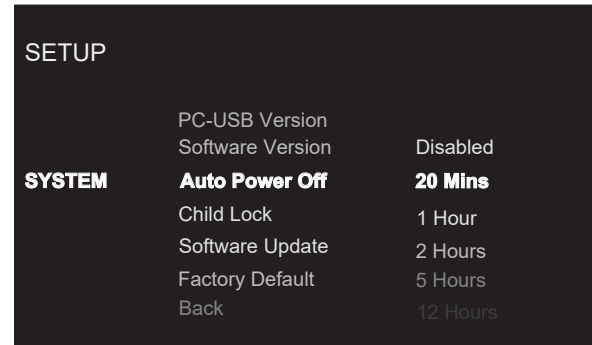 SETUP
PC-USB Version
Software Version Disabled
SYSTEM Auto Power Off 20 Mins
Child Lock 1 Hour
Software Update 2 Hours
Factory Default 5 Hours
Back 12 Hours